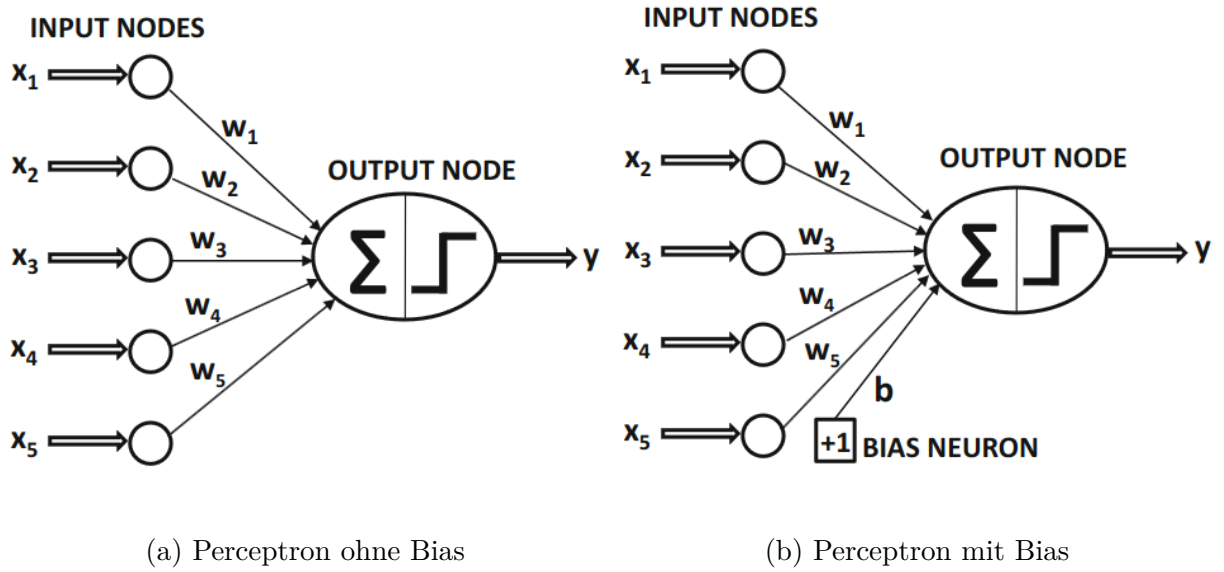 INPUT NODES
x₁
w₁
x₂
w₂
OUTPUT NODE
x₃
w₃
Σ
y
x₄
w₄
x₅
w₅
(a) Perceptron ohne Bias
INPUT NODES
x₁
w₁
x₂
w₂
OUTPUT NODE
x₃
w₃
Σ
y
x₄
w₄
w₅
b
x₅
+1 BIAS NEURON
(b) Perceptron mit Bias